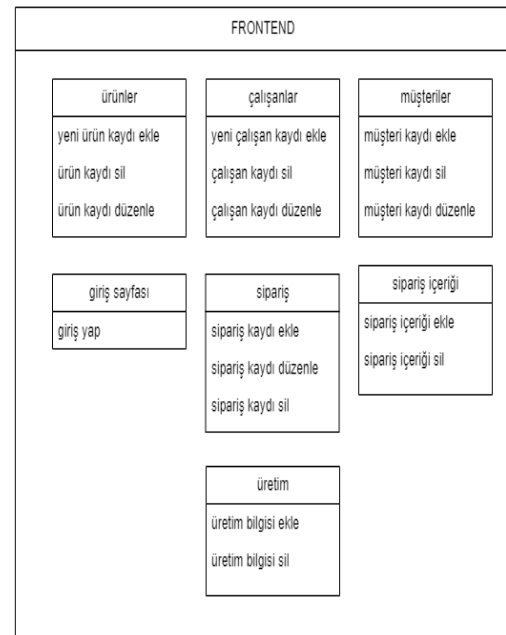 FRONTEND
ürünler
yeni ürün kaydı ekle
ürün kaydı sil
ürün kaydı düzenle
çalışanlar
yeni çalışan kaydı ekle
çalışan kaydı sil
çalışan kaydı düzenle
müşteriler
müşteri kaydı ekle
müşteri kaydı sil
müşteri kaydı düzenle
giriş sayfası
giriş yap
sipariş
sipariş kaydı ekle
sipariş kaydı düzenle
sipariş kaydı sil
sipariş içeriği
sipariş içeriği ekle
sipariş içeriği sil
üretim
üretim bilgisi ekle
üretim bilgisi sil